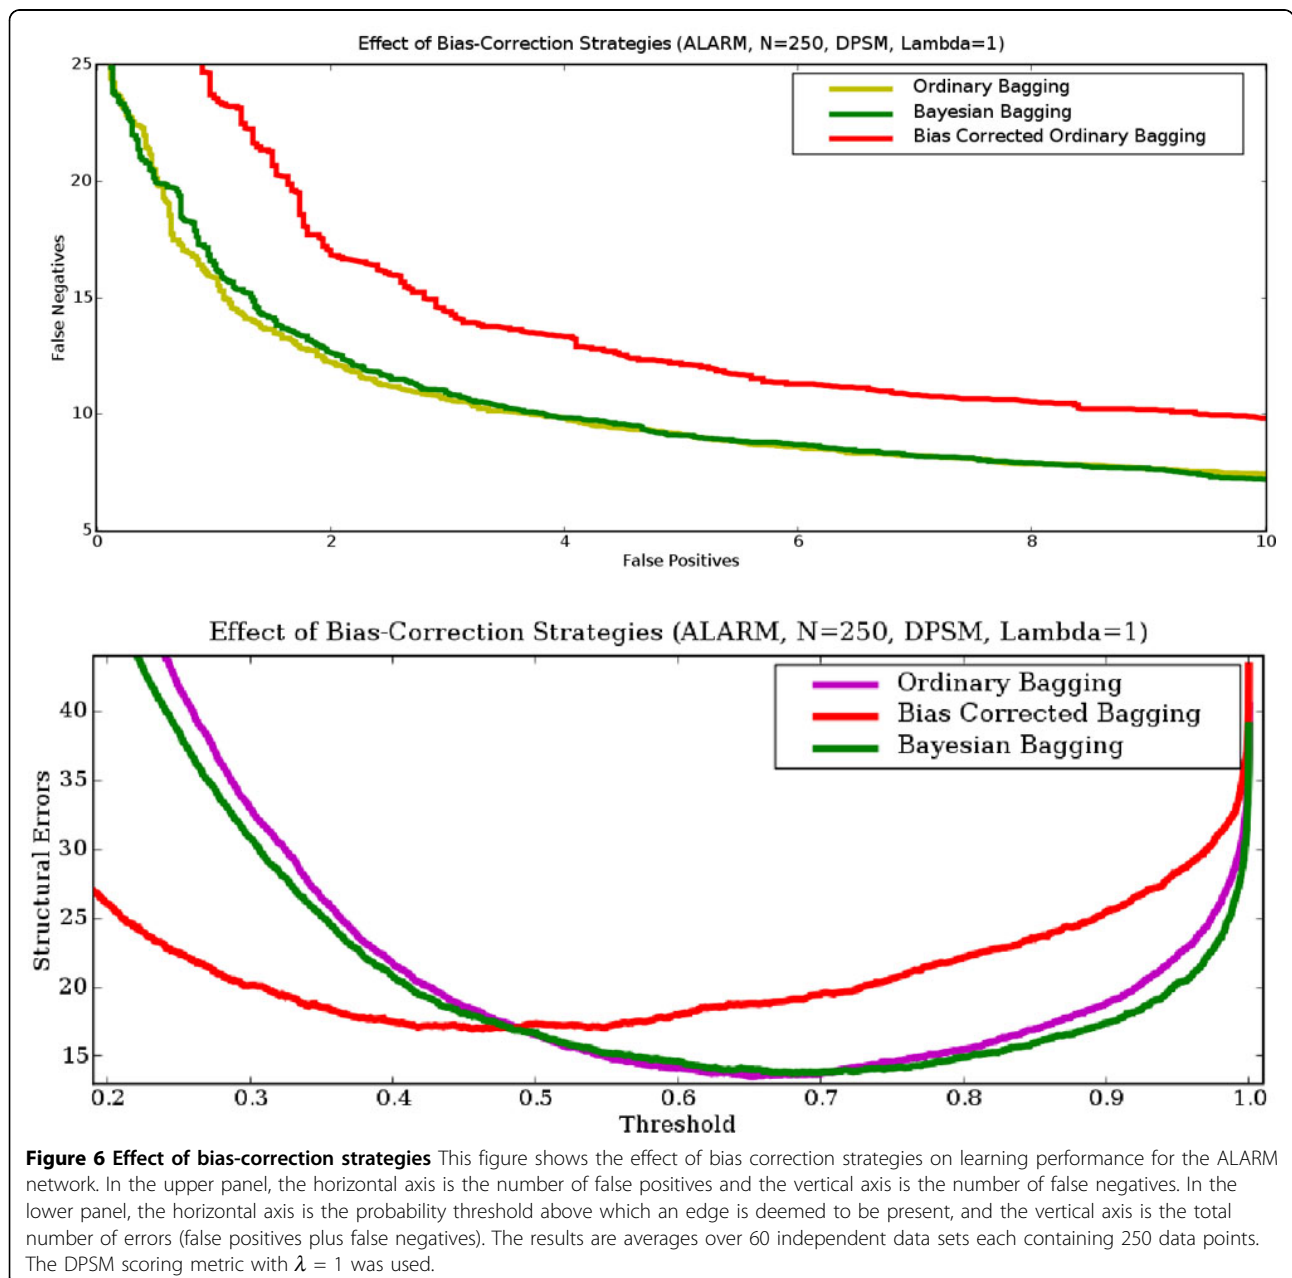 Effect of Bias-Correction Strategies (ALARM, N=250, DPSM, Lambda=1)
25
20
15
10
5
False Negatives
Ordinary Bagging
Bayesian Bagging
Bias Corrected Ordinary Bagging
0 2 4 6 8 10
False Positives
Effect of Bias-Correction Strategies (ALARM, N=250, DPSM, Lambda=1)
40
35
30
25
20
15
Structural Errors
Ordinary Bagging
Bias Corrected Bagging
Bayesian Bagging
0.2 0.3 0.4 0.5 0.6 0.7 0.8 0.9 1.0
Threshold
Figure 6 Effect of bias-correction strategies This figure shows the effect of bias correction strategies on learning performance for the ALARM
network. In the upper panel, the horizontal axis is the number of false positives and the vertical axis is the number of false negatives. In the
lower panel, the horizontal axis is the probability threshold above which an edge is deemed to be present, and the vertical axis is the total
number of errors (false positives plus false negatives). The results are averages over 60 independent data sets each containing 250 data points.
The DPSM scoring metric with λ = 1 was used.